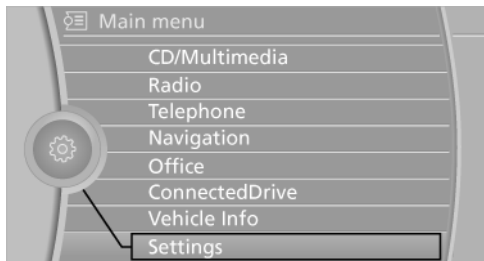 Main menu
CD/Multimedia
Radio
Telephone
Navigation
Office
ConnectedDrive
Vehicle Info
Settings